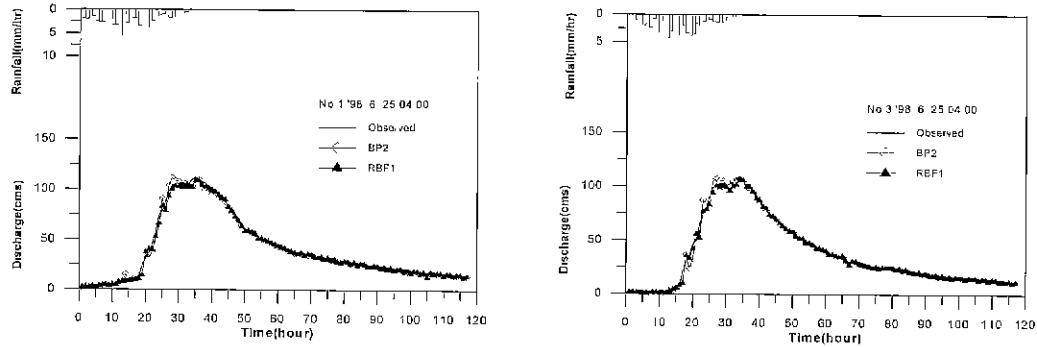 Rainfall(mm/hr)
0
5
10
No 1 '98 6 25 04 00
Observed
BP2
RBF1
Discharge(cms)
150
100
50
0
0 10 20 30 40 50 60 70 80 90 100 110 120
Time(hour)
Rainfall(mm/hr)
0
5
No 3 '98 6 25 04 00
Observed
BP2
RBF1
Discharge(cms)
150
100
50
0
0 10 20 30 40 50 60 70 80 90 100 110 120
Time(hour)